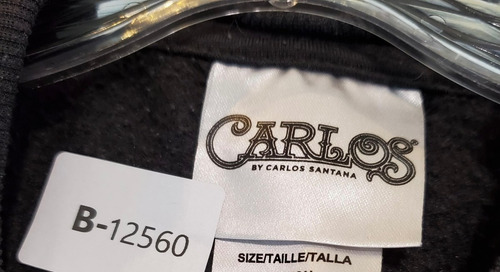 CARLOS
BY CARLOS SANTANA
B-12560
SIZE/TAILLE/TALLA